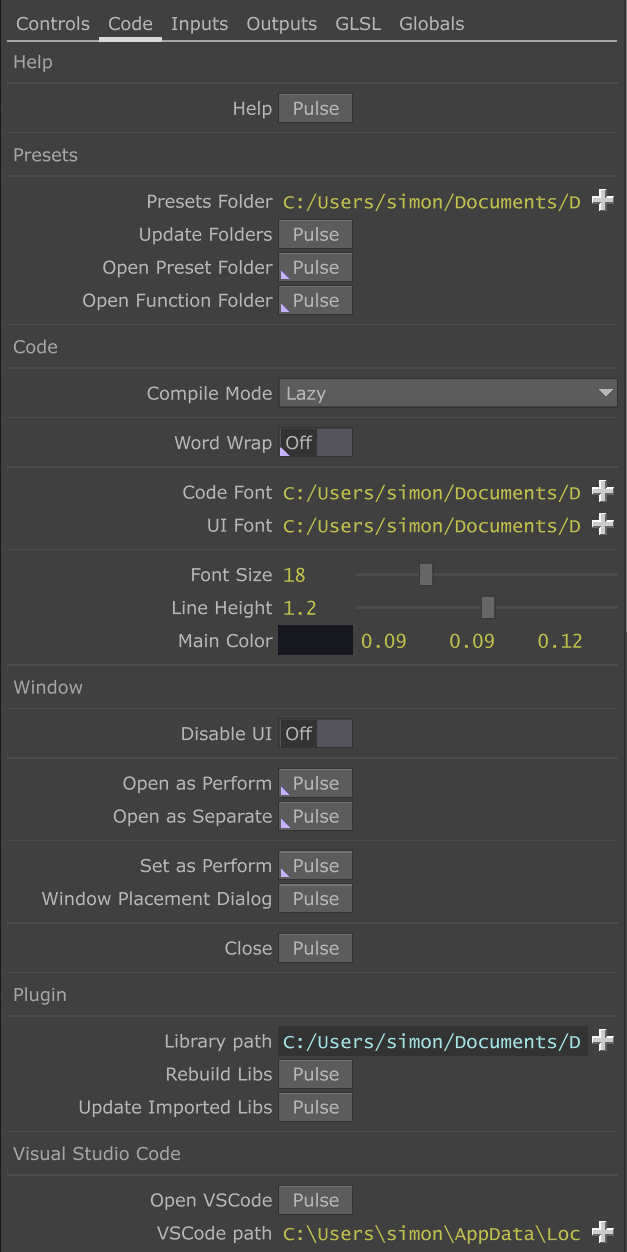 Controls Code Inputs Outputs GLSL Globals
Help
Help Pulse
Presets
Presets Folder C:/Users/simon/Documents/D
Update Folders Pulse
Open Preset Folder Pulse
Open Function Folder Pulse
Code
Compile Mode Lazy
Word Wrap Off
Code Font C:/Users/simon/Documents/D
UI Font C:/Users/simon/Documents/D
Font Size 18
Line Height 1.2
Main Color 0.09 0.09 0.12
Window
Disable UI Off
Open as Perform Pulse
Open as Separate Pulse
Set as Perform Pulse
Window Placement Dialog Pulse
Close Pulse
Plugin
Library path C:/Users/simon/Documents/D
Rebuild Libs Pulse
Update Imported Libs Pulse
Visual Studio Code
Open VSCode Pulse
VSCode path C:\Users\simon\AppData\Loc